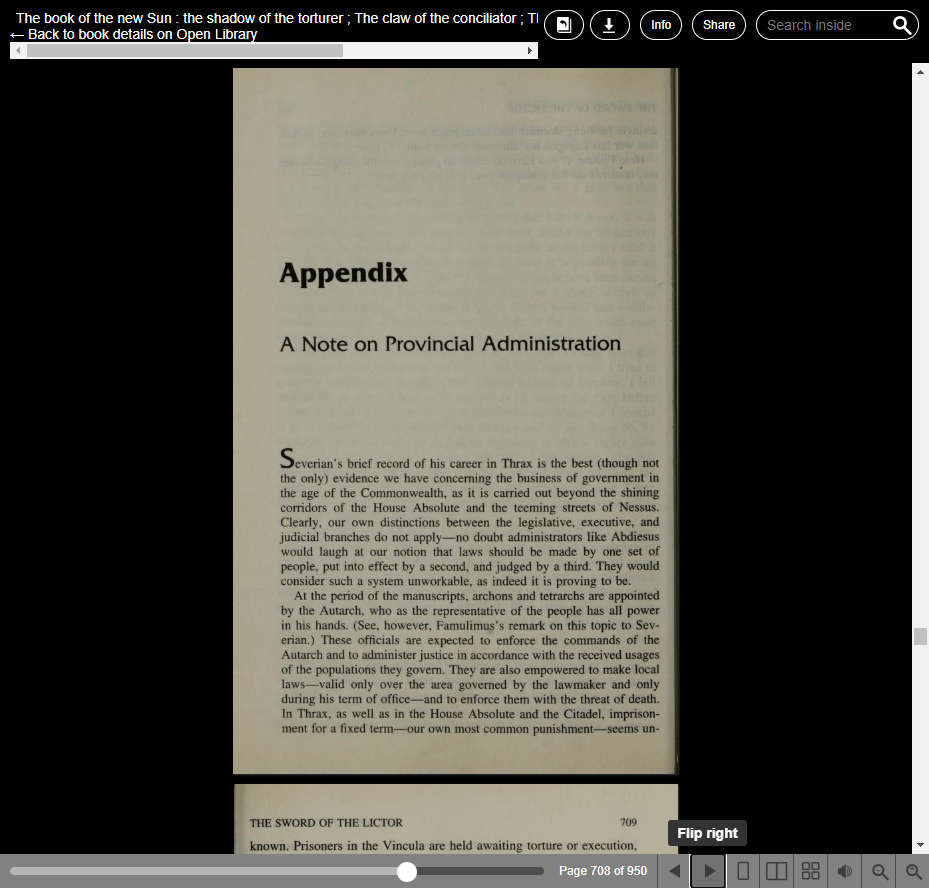 The book of the new Sun : the shadow of the torturer ; The claw of the conciliator ; Tl
← Back to book details on Open Library
Info
Share
Search inside
Appendix
A Note on Provincial Administration
Severian's brief record of his career in Thrax is the best (though not
the only) evidence we have concerning the business of government in
the age of the Commonwealth, as it is carried out beyond the shining
corridors of the House Absolute and the teeming streets of Nessus.
Clearly, our own distinctions between the legislative, executive, and
judicial branches do not apply—no doubt administrators like Abdiesus
would laugh at our notion that laws should be made by one set of
people, put into effect by a second, and judged by a third. They would
consider such a system unworkable, as indeed it is proving to be.
At the period of the manuscripts, archons and tetrarchs are appointed
by the Autarch, who as the representative of the people has all power
in his hands. (See, however, Famulimus's remark on this topic to Sev-
erian.) These officials are expected to enforce the commands of the
Autarch and to administer justice in accordance with the received usages
of the populations they govern. They are also empowered to make local
laws—valid only over the area governed by the lawmaker and only
during his term of office—and to enforce them with the threat of death.
In Thrax, as well as in the House Absolute and the Citadel, imprison-
ment for a fixed term—our own most common punishment—seems un-
THE SWORD OF THE LICTOR 709
known. Prisoners in the Vincula are held awaiting torture or execution,
Flip right
Page 708 of 950